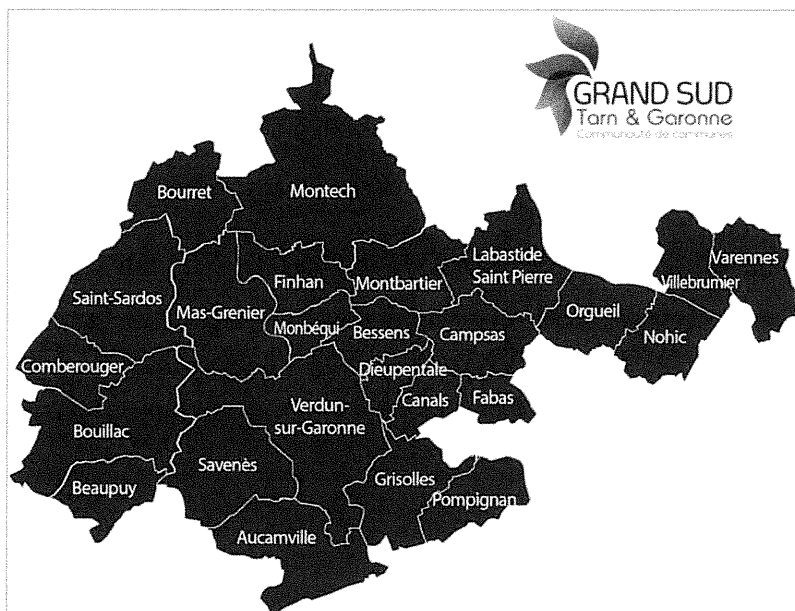 GRAND SUD
Tarn & Garonne
Communauté de communes
Bourret
Montech
Labastide
Saint Pierre
Varennes
Villebrumier
Finhan
Montbartier
Saint-Sardos
Mas-Grenier
Orgueil
Monbéqui
Bessens
Campsas
Nohic
Comberouger
Dieupentale
Canals
Fabas
Verdun-
sur-Garonne
Bouillac
Savenès
Grisolles
Beaupuy
Pompignan
Aucamville